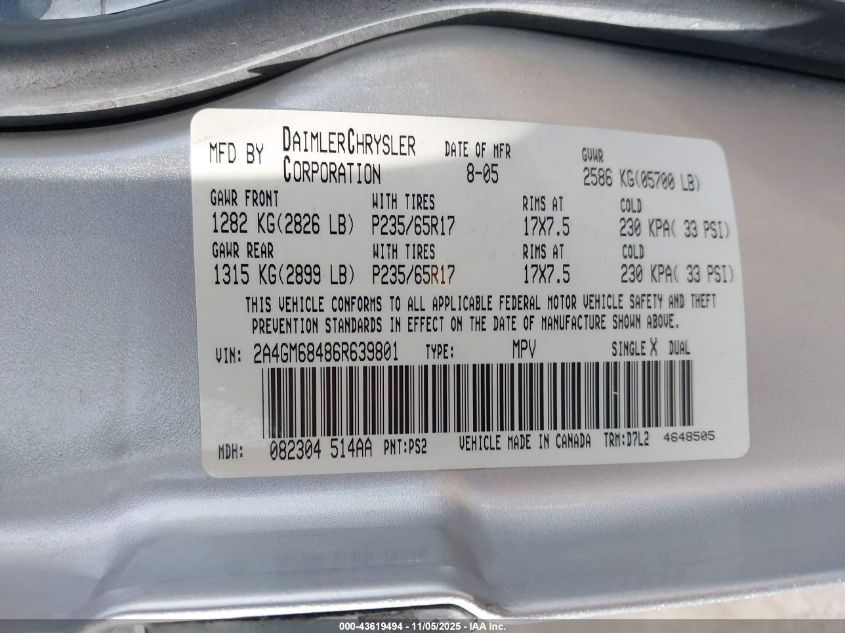 MFD BY DAIMLERCHRYSLER CORPORATION DATE OF MFR 8-05 GVWR 2586 KG(05700 LB)
GAWR FRONT WITH TIRES RIMS AT COLD
1282 KG(2826 LB) P235/65R17 17X7.5 230 KPA( 33 PSI)
GAWR REAR WITH TIRES RIMS AT COLD
1315 KG(2899 LB) P235/65R17 17X7.5 230 KPA( 33 PSI)
THIS VEHICLE CONFORMS TO ALL APPLICABLE FEDERAL MOTOR VEHICLE SAFETY AND THEFT
PREVENTION STANDARDS IN EFFECT ON THE DATE OF MANUFACTURE SHOWN ABOVE.
VIN: 2A4GM68486R639801 TYPE: MPV SINGLE X DUAL
MDH: 082304 514AA PNT:PS2 VEHICLE MADE IN CANADA TRM:D7L2 4648505
000-43619494 - 11/05/2025 - IAA Inc.